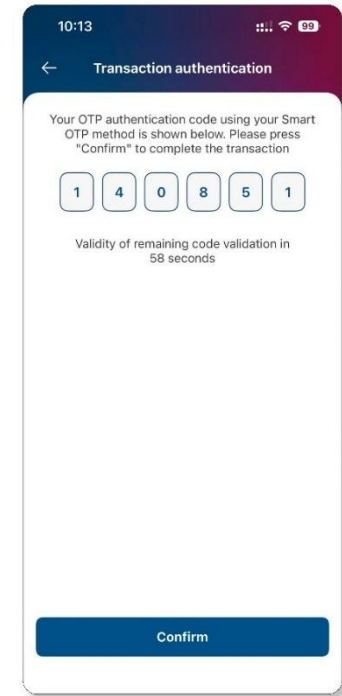 10:13
99
Transaction authentication
Your OTP authentication code using your Smart
OTP method is shown below. Please press
"Confirm" to complete the transaction
1 4 0 8 5 1
Validity of remaining code validation in
58 seconds
Confirm